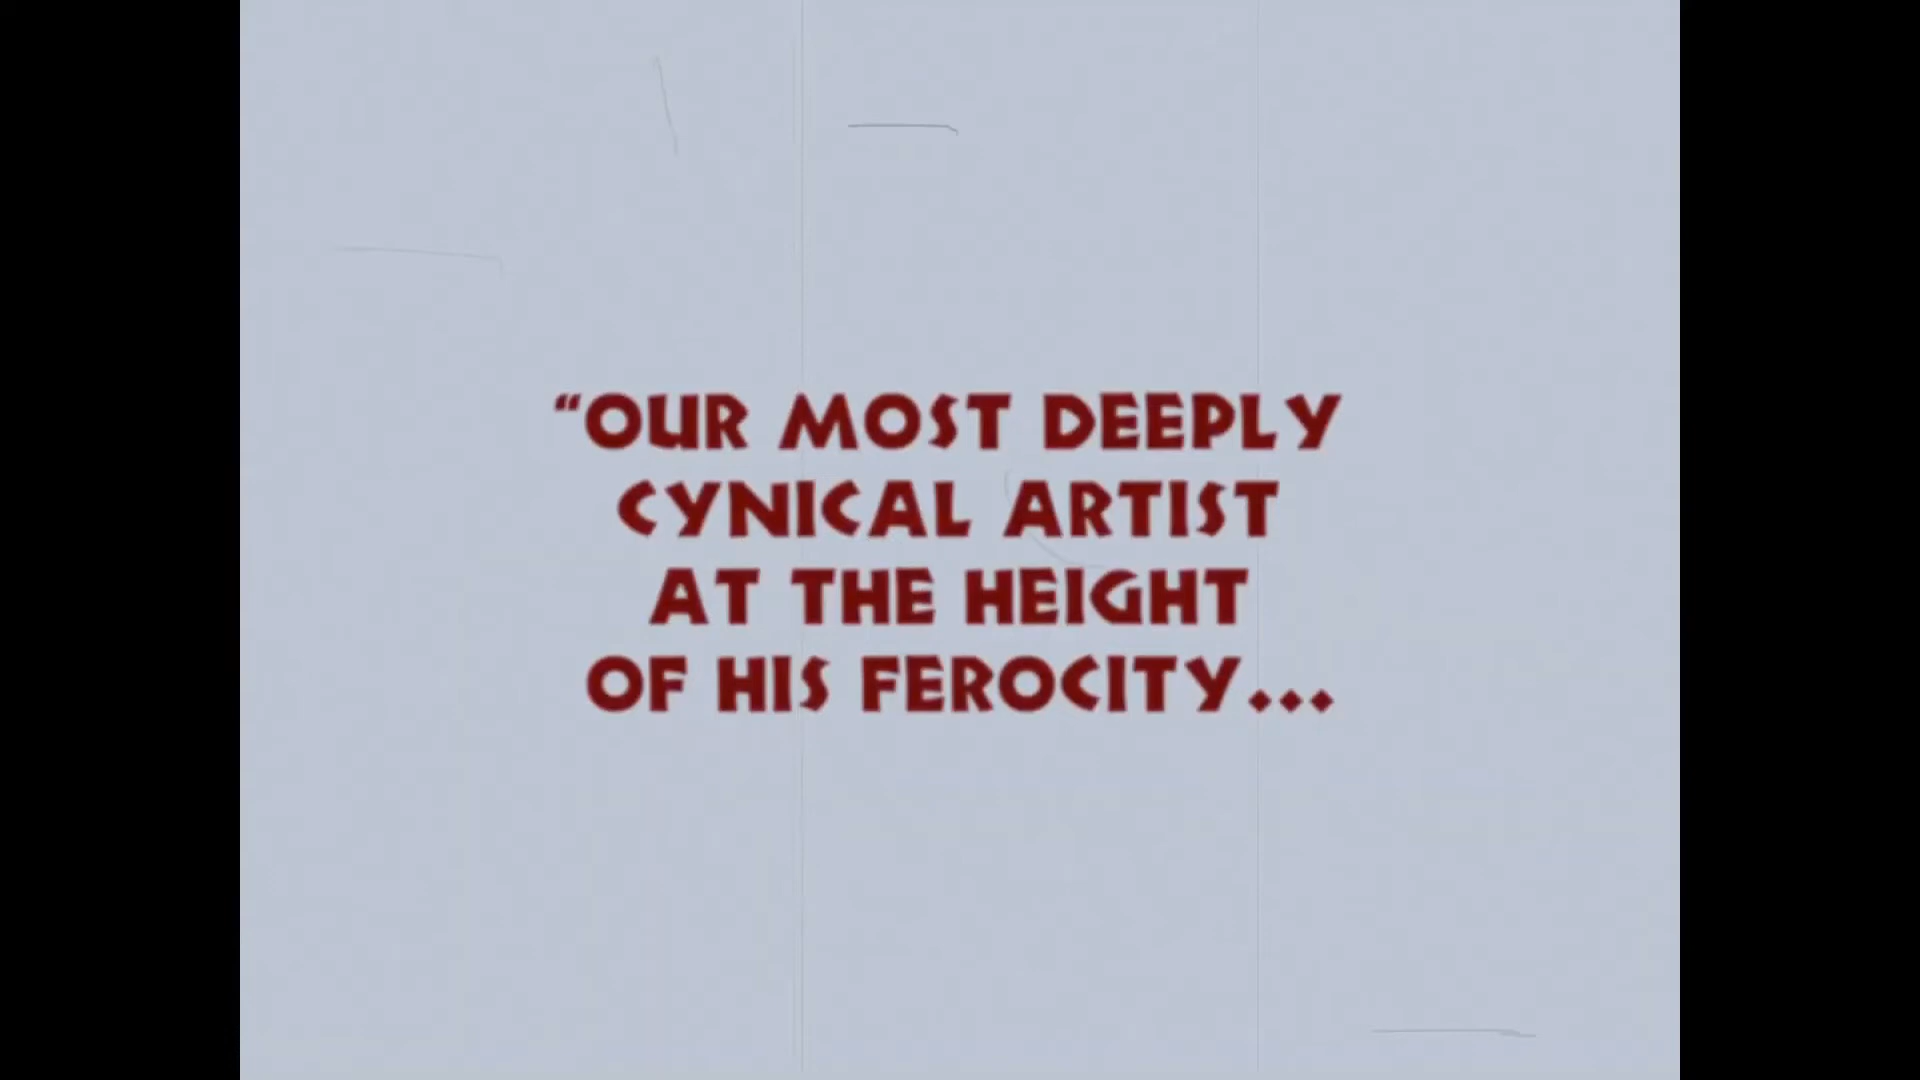 “OUR MOST DEEPLY
CYNICAL ARTIST
AT THE HEIGHT
OF HIS FEROCITY...